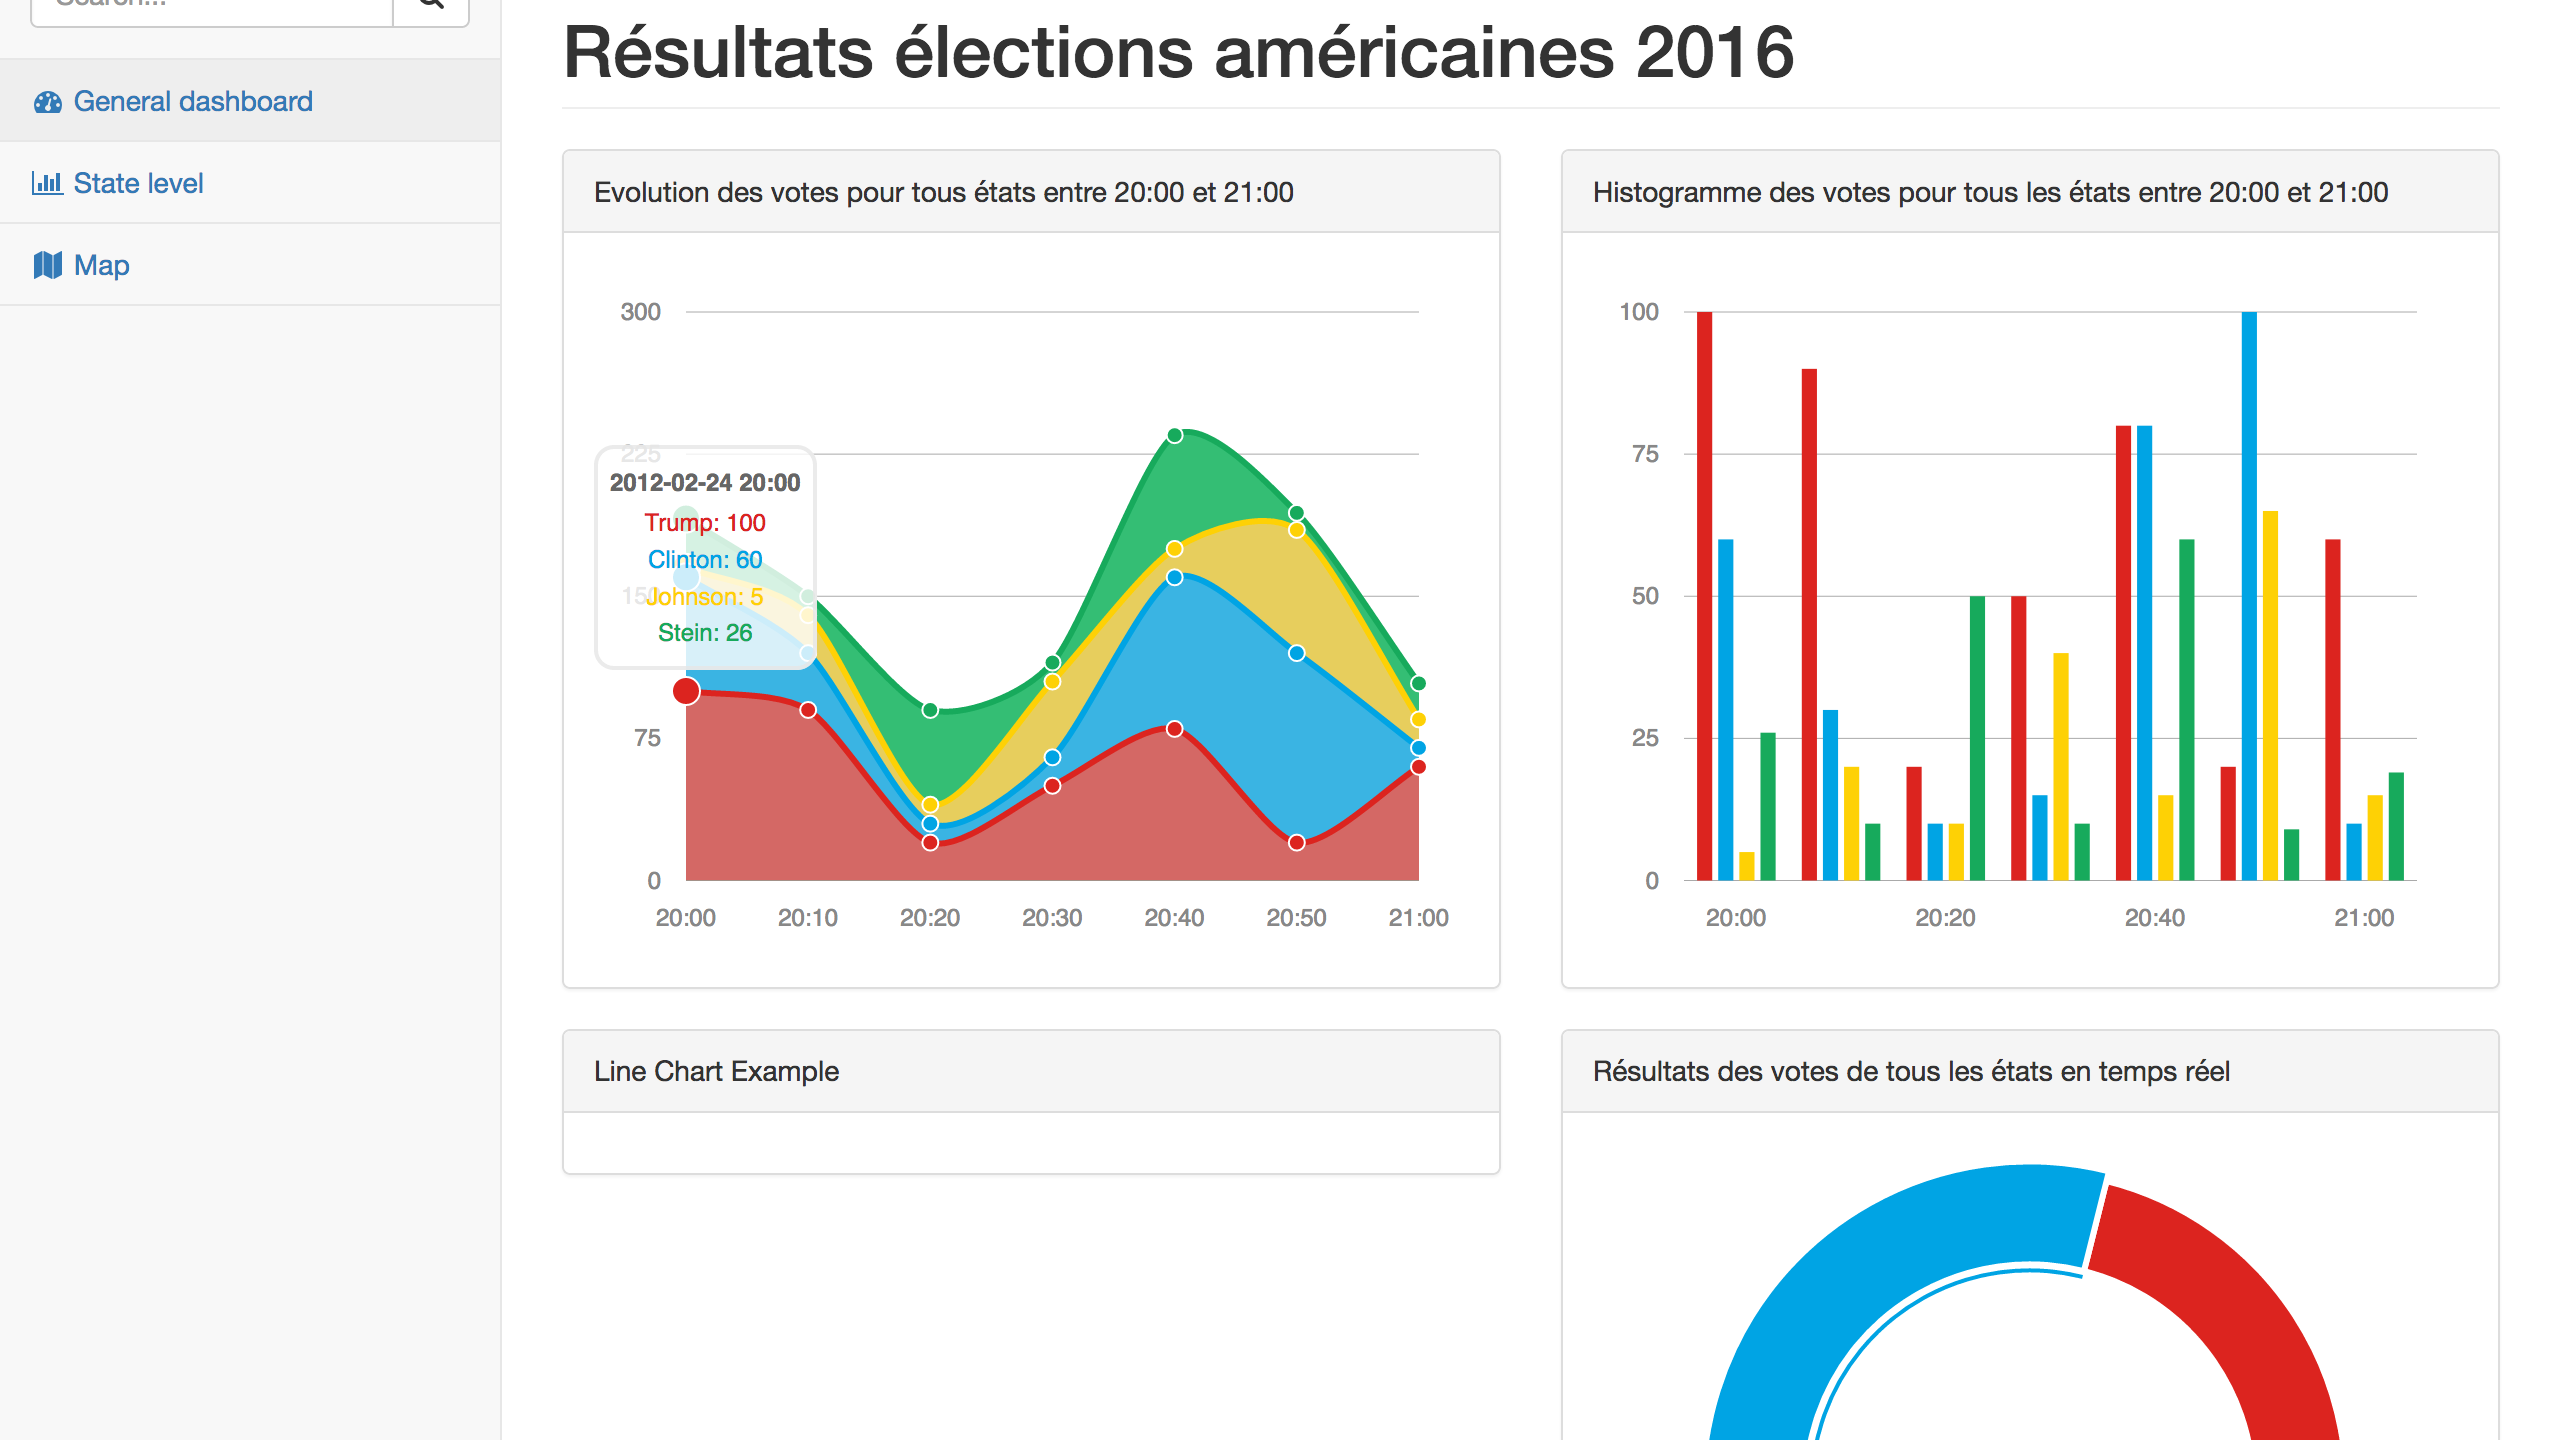 Search...
Résultats élections américaines 2016
General dashboard
State level
Map
Evolution des votes pour tous états entre 20:00 et 21:00
300
225
150
75
0
2012-02-24 20:00
Trump: 100
Clinton: 60
Johnson: 5
Stein: 26
20:00 20:10 20:20 20:30 20:40 20:50 21:00
Histogramme des votes pour tous les états entre 20:00 et 21:00
100
75
50
25
0
20:00 20:20 20:40 21:00
Line Chart Example
Résultats des votes de tous les états en temps réel